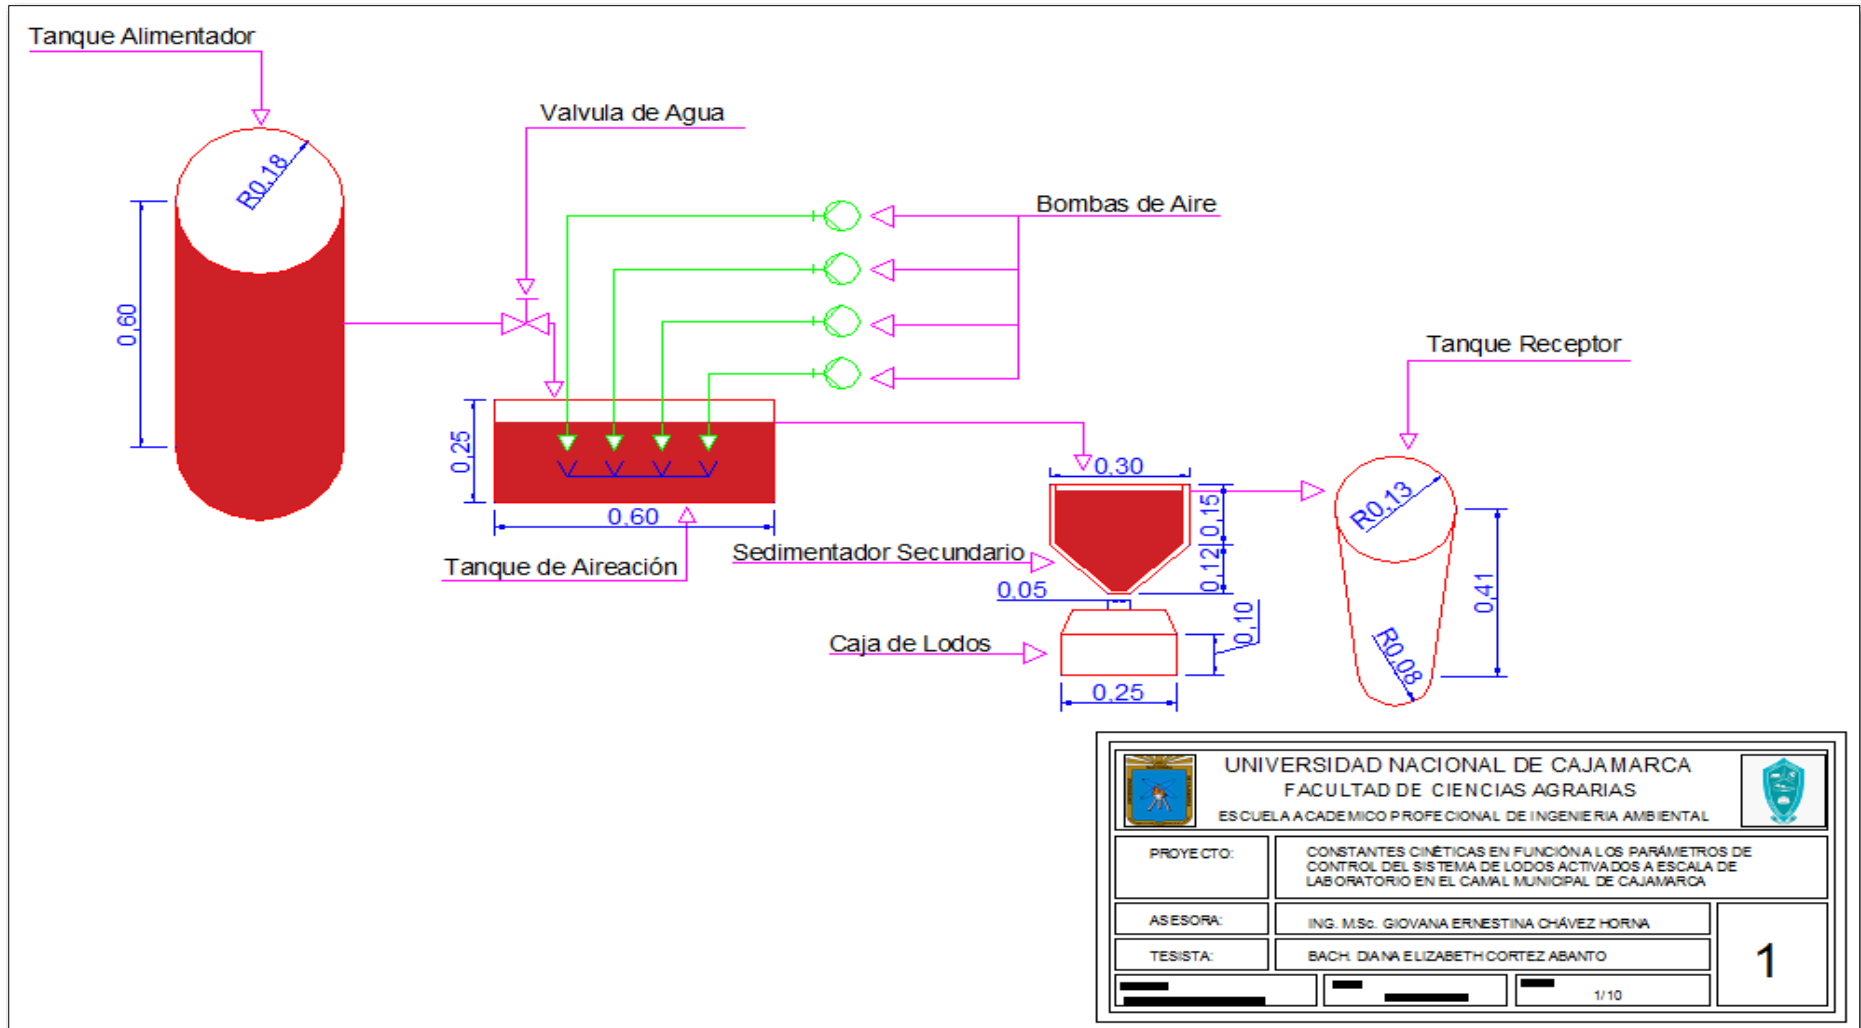 Tanque Alimentador
Valvula de Agua
Bombas de Aire
Tanque Receptor
R0,18
0,60
0,25
0,60
Tanque de Aireación
0,30
0,15
0,12
Sedimentador Secundario
0,05
0,10
Caja de Lodos
0,25
R0,13
0,41
R0,08
UNIVERSIDAD NACIONAL DE CAJAMARCA
FACULTAD DE CIENCIAS AGRARIAS
ESCUELA ACADEMICO PROFECIONAL DE INGENIERIA AMBIENTAL
PROYECTO:
CONSTANTES CINÉTICAS EN FUNCIÓN A LOS PARÁMETROS DE
CONTROL DEL SISTEMA DE LODOS ACTIVADOS A ESCALA DE
LABORATORIO EN EL CAMAL MUNICIPAL DE CAJAMARCA
ASESORA:
ING. M.Sc. GIOVANA ERNESTINA CHÁVEZ HORNA
TESISTA:
BACH. DIANA ELIZABETH CORTEZ ABANTO
1/10
1